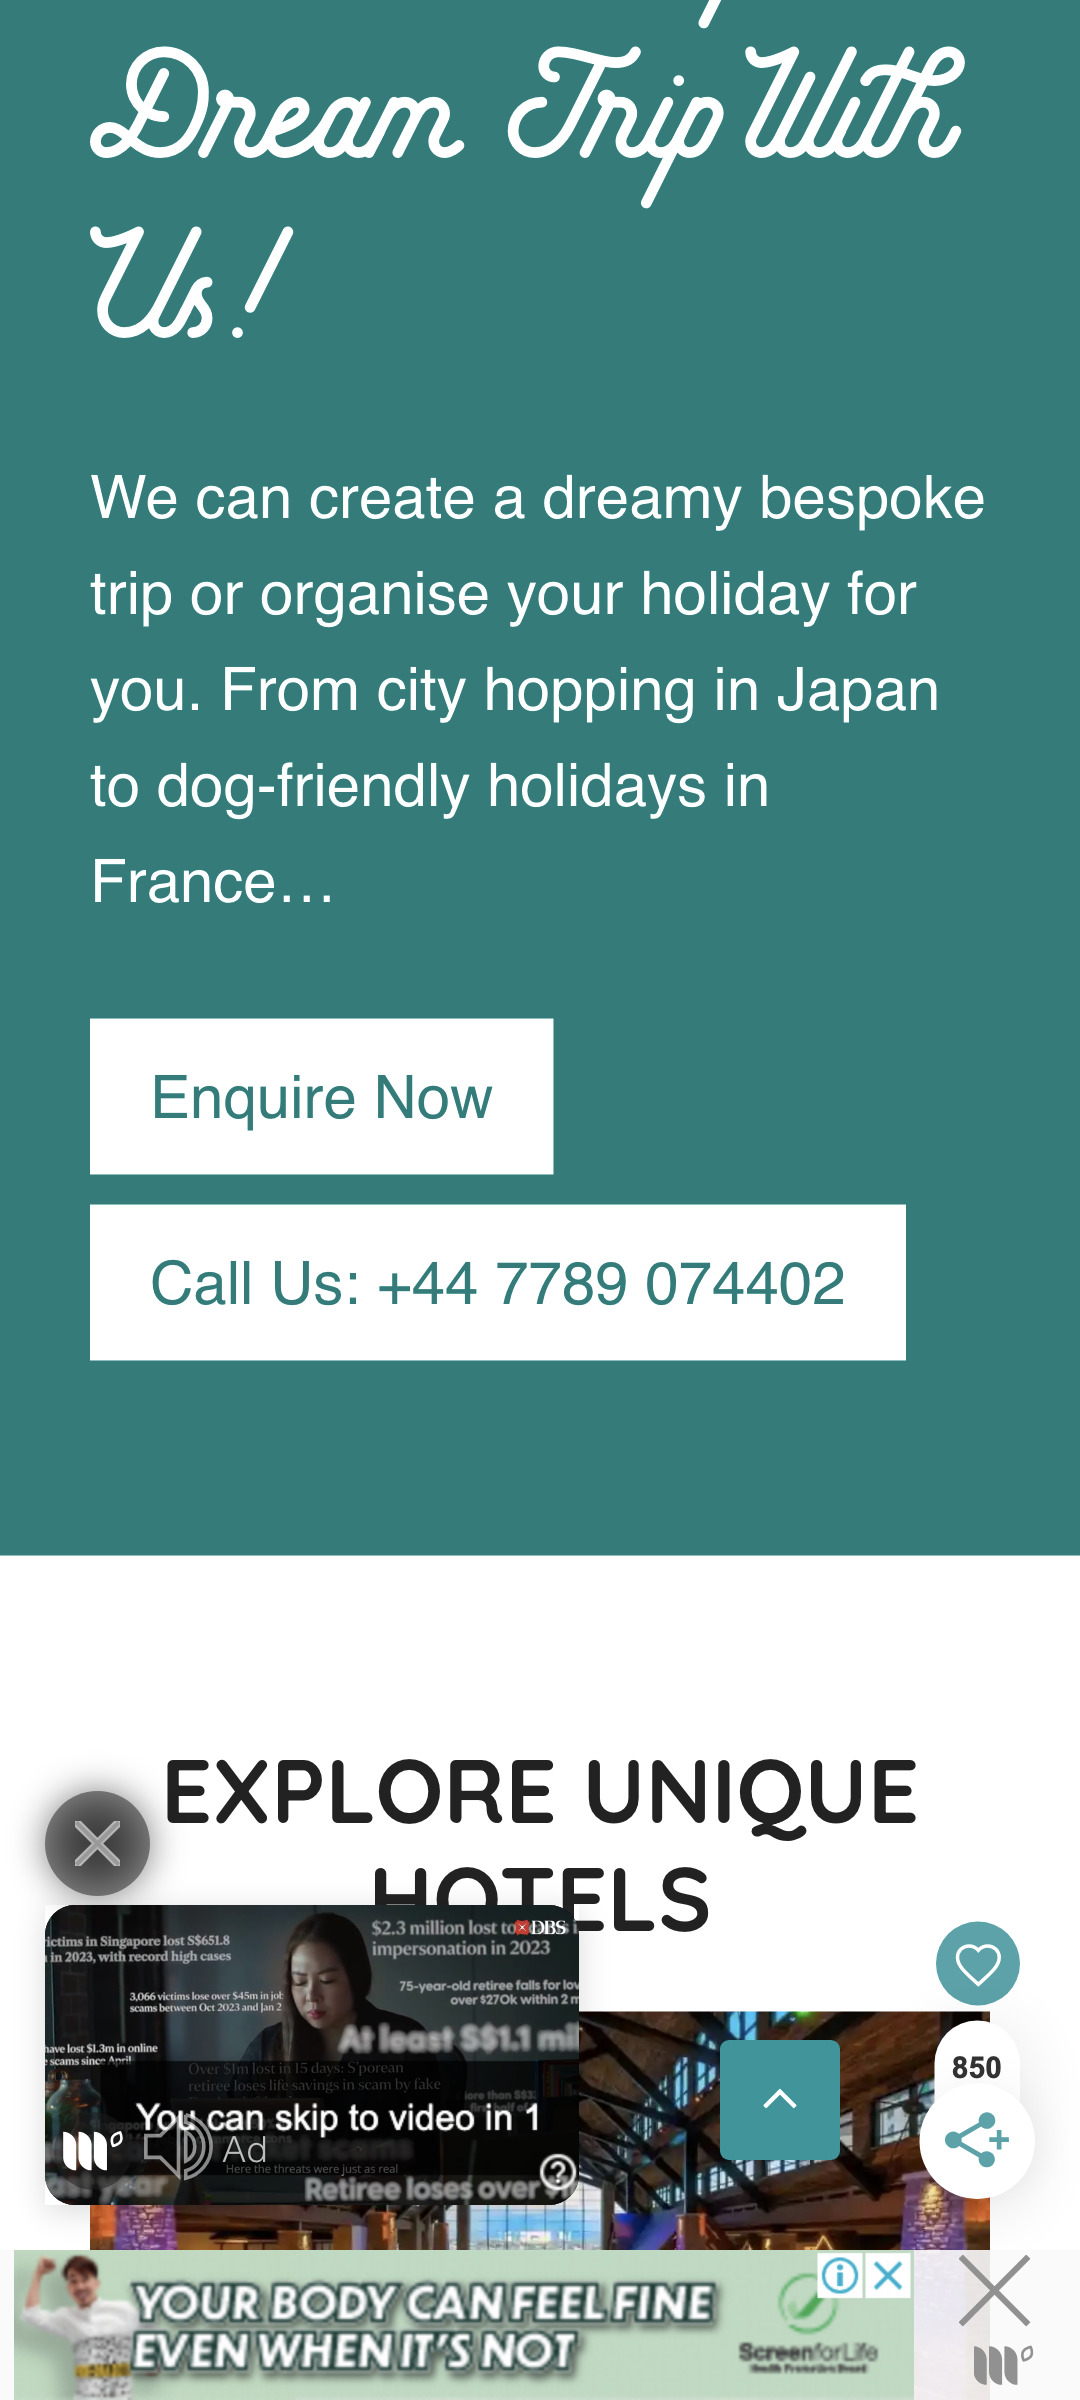 Dream Trip With
Us!
We can create a dreamy bespoke
trip or organise your holiday for
you. From city hopping in Japan
to dog-friendly holidays in
France…
Enquire Now
Call Us: +44 7789 074402
EXPLORE UNIQUE
HOTELS
$2.3 million lost to
impersonation in 2023
DBS
ictims in Singapore lost S$651.8
in 2023, with record high cases
75-year-old retiree falls for lov
over $270k within 2 m
3,066 victims lose over $45m in job
scams between Oct 2023 and Jan 2
At least S$1.1 mil
have lost $1.3m in online
scams since April
Over $1m lost in 15 days: S'porean
retiree loses life savings in scam by fake
You can skip to video in 1
Ad
Here the threats were just as real
Retiree loses over
850
YOUR BODY CAN FEEL FINE
EVEN WHEN IT'S NOT
ScreenforLife
Health Promotion Board